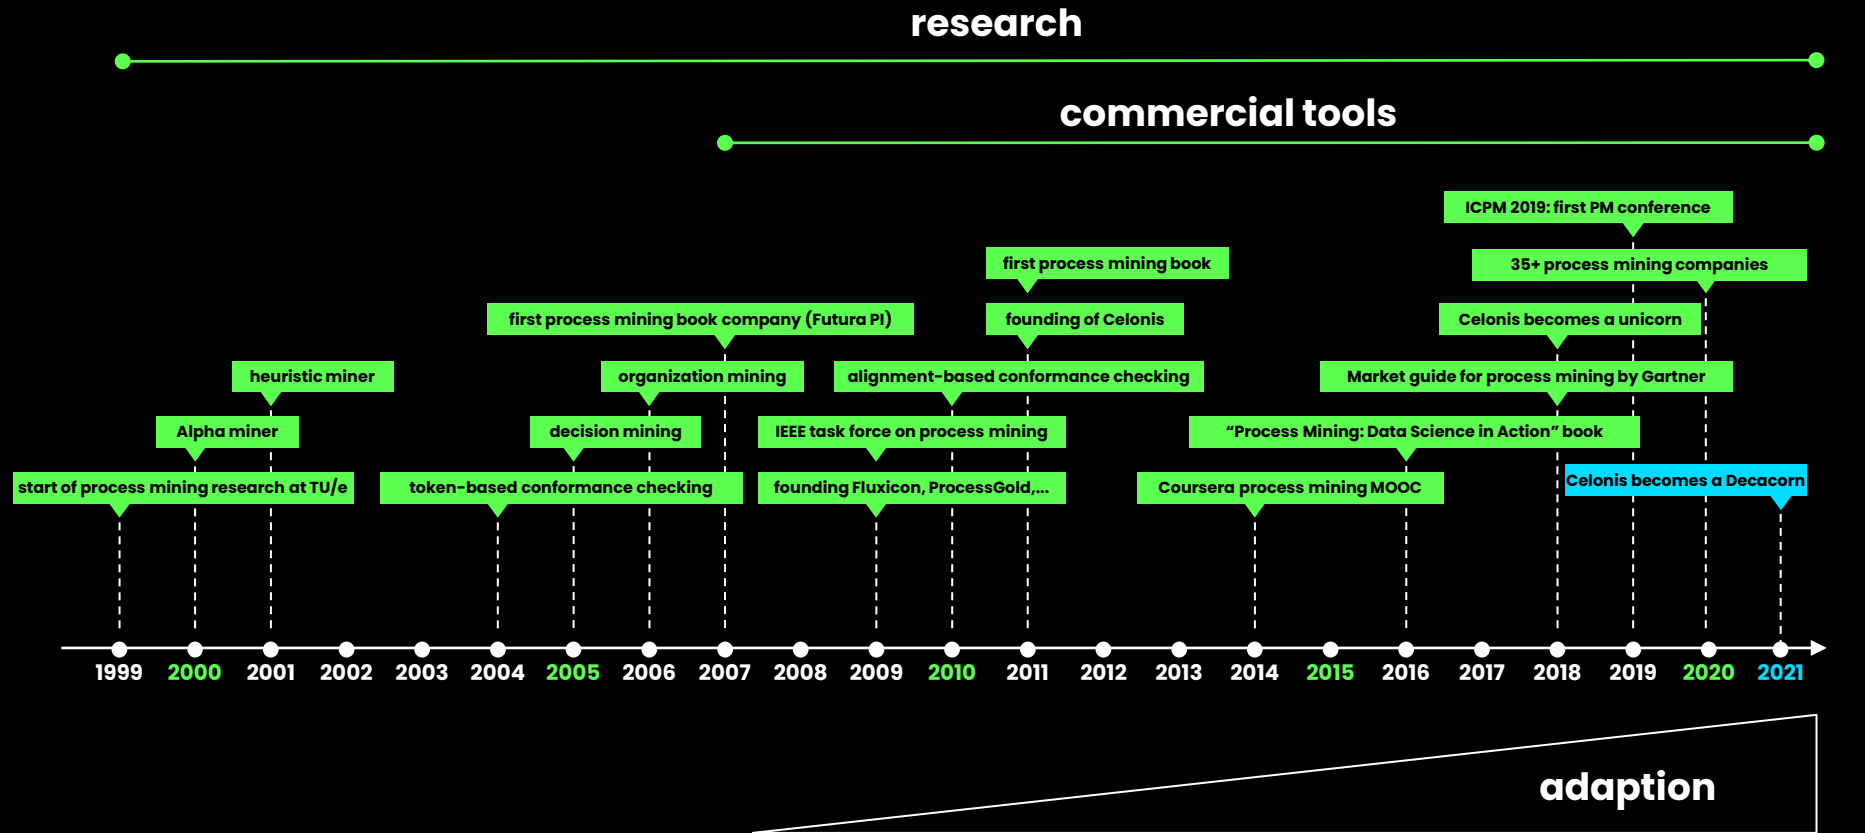 research
commercial tools
ICPM 2019: first PM conference
first process mining book
35+ process mining companies
first process mining book company (Futura PI)
founding of Celonis
Celonis becomes a unicorn
heuristic miner
organization mining
alignment-based conformance checking
Market guide for process mining by Gartner
Alpha miner
decision mining
IEEE task force on process mining
“Process Mining: Data Science in Action” book
start of process mining research at TU/e
token-based conformance checking
founding Fluxicon, ProcessGold,...
Coursera process mining MOOC
Celonis becomes a Decacorn
1999 2000 2001 2002 2003 2004 2005 2006 2007 2008 2009 2010 2011 2012 2013 2014 2015 2016 2017 2018 2019 2020 2021
adaption